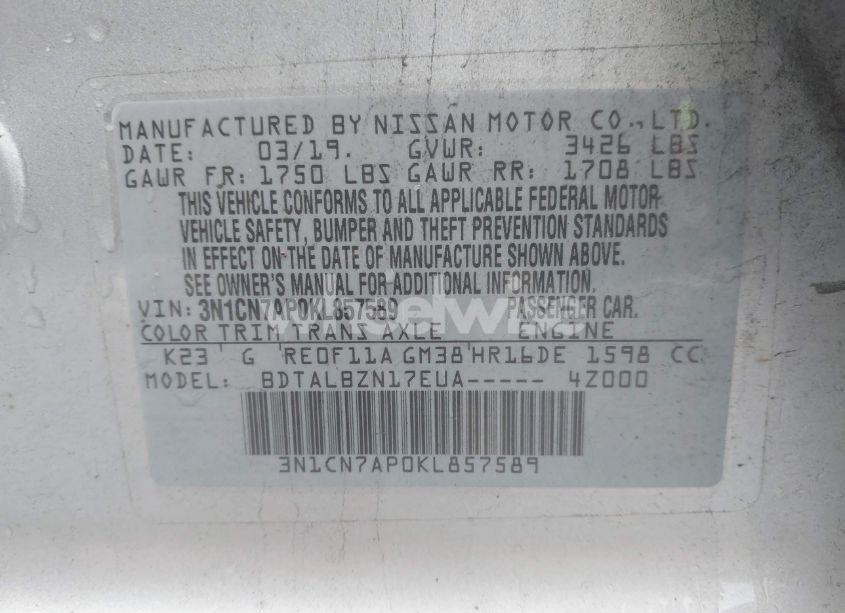 MANUFACTURED BY NISSAN MOTOR CO.,LTD.
DATE: 03/19. GVWR: 3426 LBS
GAWR FR: 1750 LBS GAWR RR: 1708 LBS
THIS VEHICLE CONFORMS TO ALL APPLICABLE FEDERAL MOTOR
VEHICLE SAFETY, BUMPER AND THEFT PREVENTION STANDARDS
IN EFFECT ON THE DATE OF MANUFACTURE SHOWN ABOVE.
SEE OWNER'S MANUAL FOR ADDITIONAL INFORMATION.
VIN: 3N1CN7AP0KL857589 PASSENGER CAR.
COLOR TRIM TRANS AXLE ENGINE
K23 G RE0F11A GM38 HR16DE 1598 CC
MODEL: BDTALBZN17EUA----- 4Z000
3N1CN7AP0KL857589